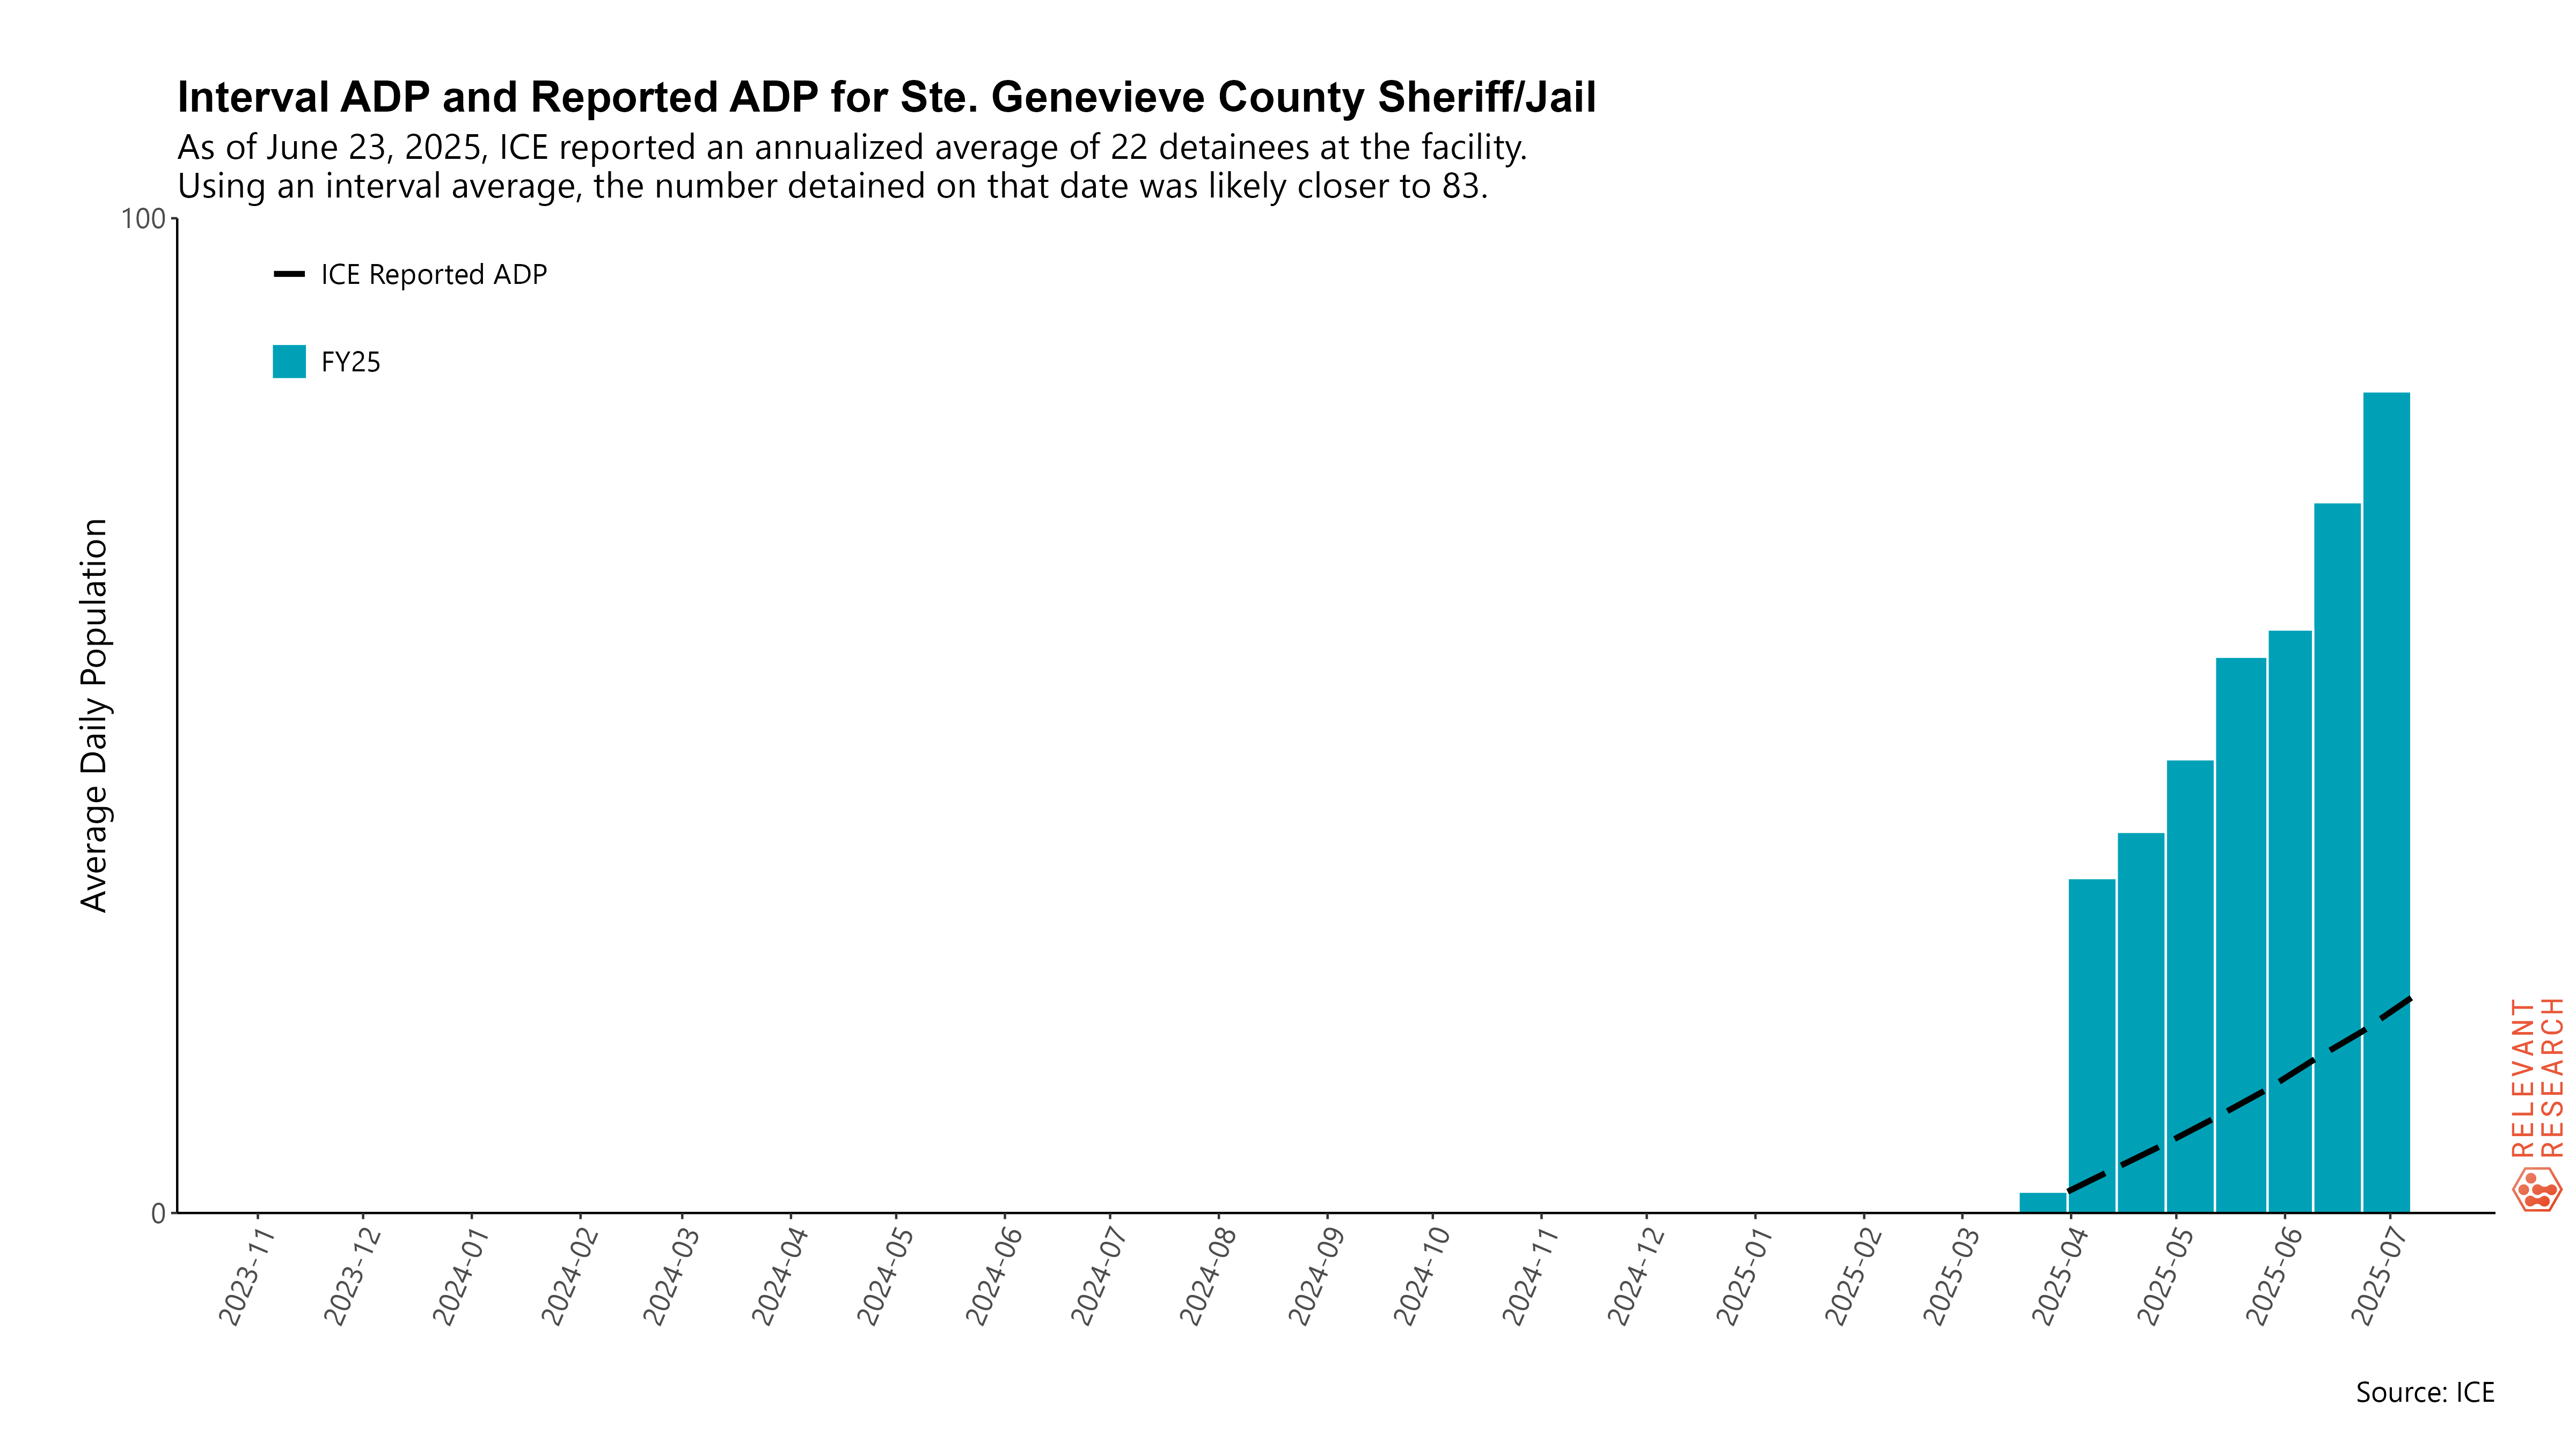 Interval ADP and Reported ADP for Ste. Genevieve County Sheriff/Jail
As of June 23, 2025, ICE reported an annualized average of 22 detainees at the facility.
Using an interval average, the number detained on that date was likely closer to 83.
100
ICE Reported ADP
FY25
Average Daily Population
0
2023-11
2023-12
2024-01
2024-02
2024-03
2024-04
2024-05
2024-06
2024-07
2024-08
2024-09
2024-10
2024-11
2024-12
2025-01
2025-02
2025-03
2025-04
2025-05
2025-06
2025-07
RELEVANT
RESEARCH
Source: ICE